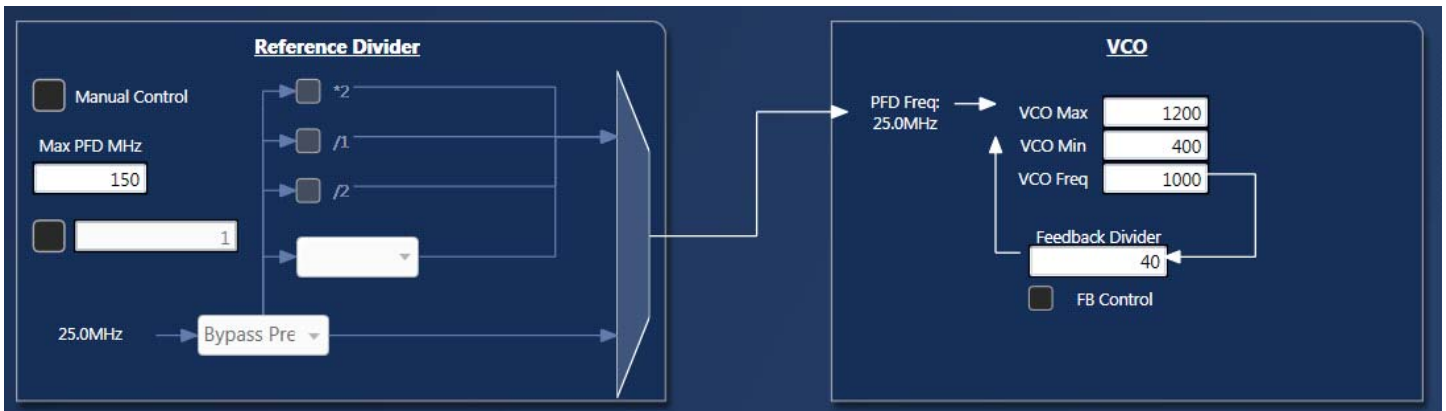 Reference Divider
Manual Control
*2
Max PFD MHz
/1
150
/2
1
25.0MHz
Bypass Pre
VCO
PFD Freq:
25.0MHz
VCO Max 1200
VCO Min 400
VCO Freq 1000
Feedback Divider
40
FB Control